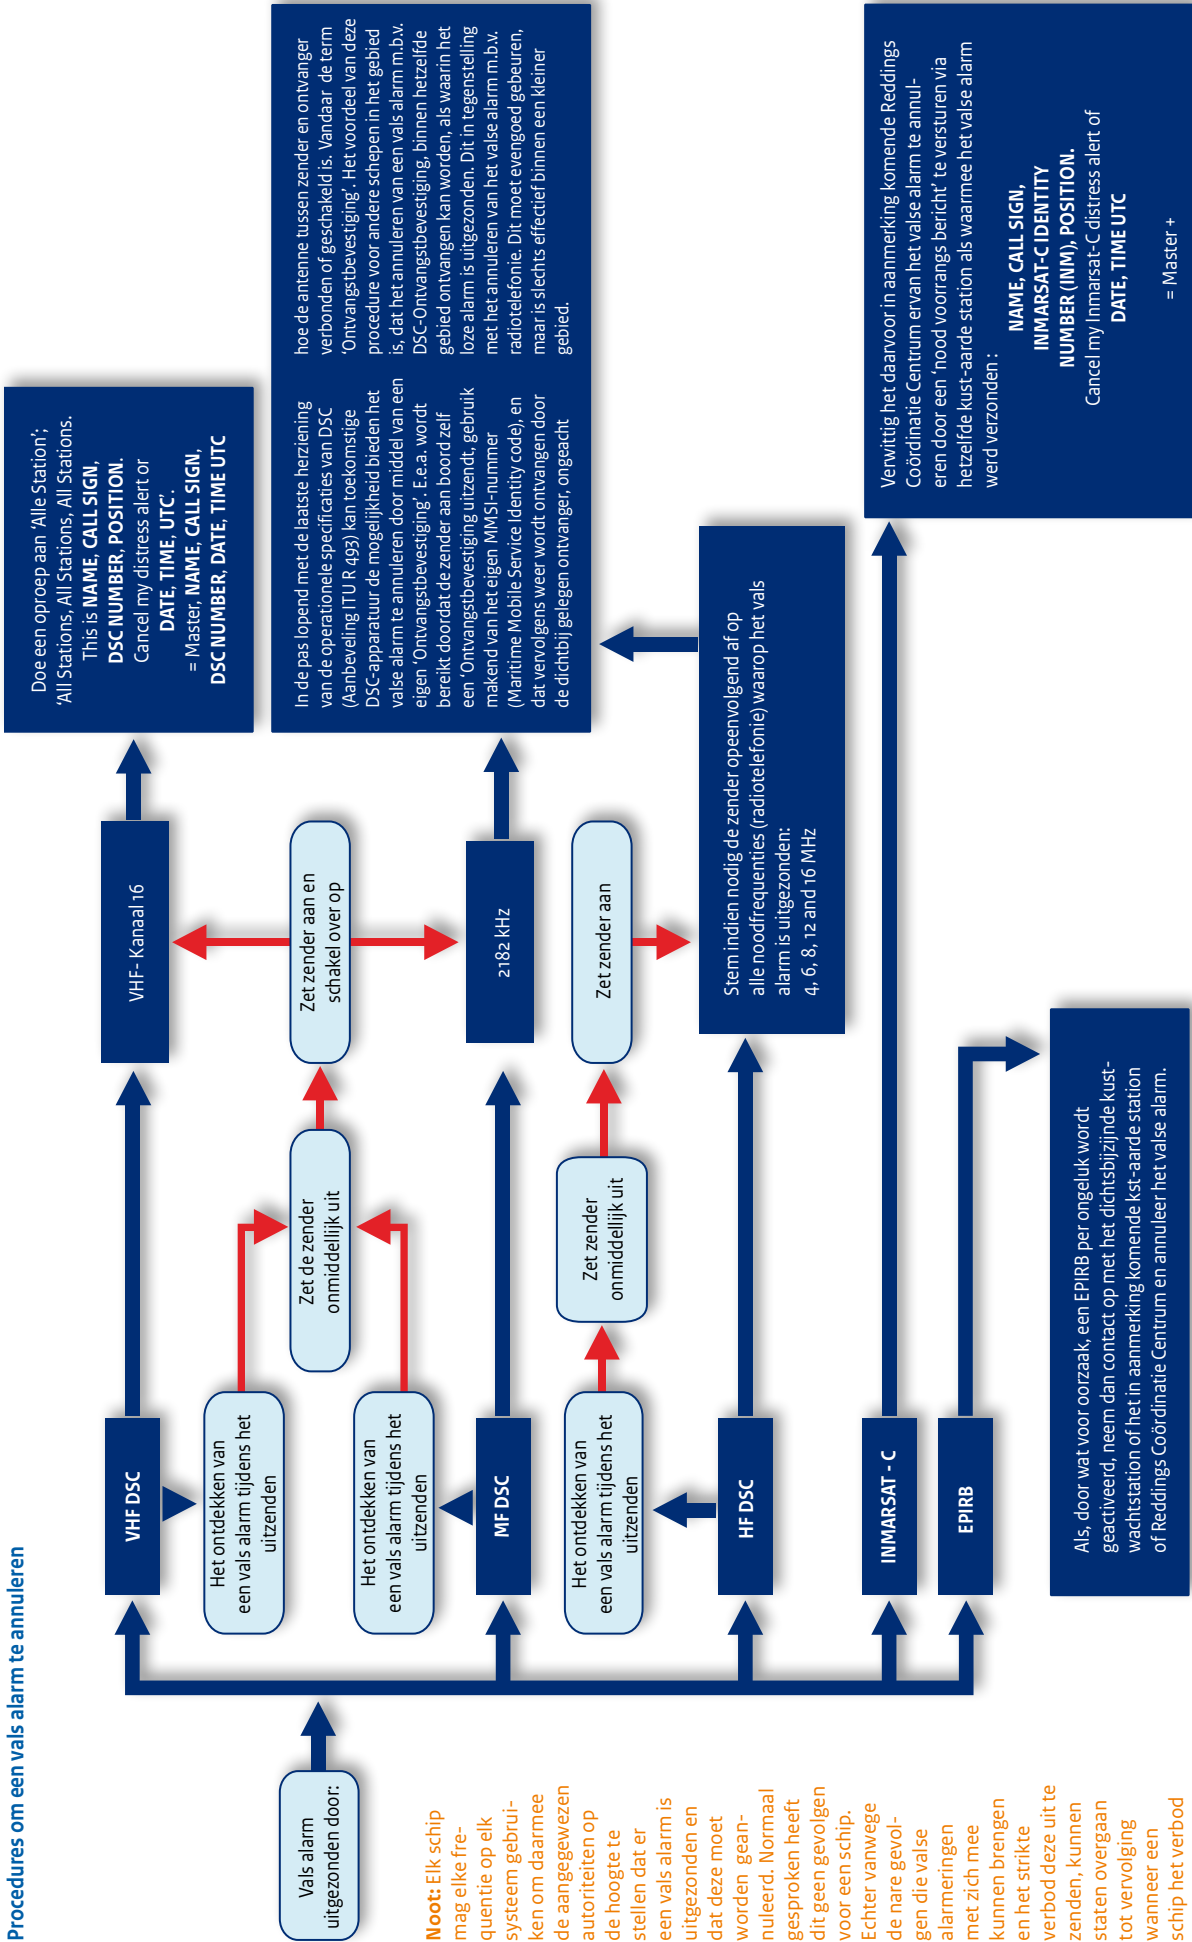 Procedures om een vals alarm te annuleren
Vals alarm
uitgezonden door:
VHF DSC
Het ontdekken van
een vals alarm tijdens het
uitzenden
Het ontdekken van
een vals alarm tijdens het
uitzenden
MF DSC
Het ontdekken van
een vals alarm tijdens het
uitzenden
HF DSC
INMARSAT - C
EPIRB
Zet de zender
onmiddellijk uit
Zet zender
onmiddellijk uit
VHF- Kanaal 16
Zet zender aan en
schakel over op
2182 kHz
Zet zender aan
Stem indien nodig de zender opeenvolgend af op
alle noodfrequenties (radiotelefonie) waarop het vals
alarm is uitgezonden:
4, 6, 8, 12 and 16 MHz
Doe een oproep aan ‘Alle Station’;
‘All Stations, All Stations, All Stations.
This is NAME, CALL SIGN,
DSC NUMBER, POSITION.
Cancel my distress alert or
DATE, TIME, UTC’.
= Master, NAME, CALL SIGN,
DSC NUMBER, DATE, TIME UTC
In de pas lopend met de laatste herziening
van de operationele specificaties van DSC
(Aanbeveling ITU R 493) kan toekomstige
DSC-apparatuur de mogelijkheid bieden het
valse alarm te annuleren door middel van een
eigen ‘Ontvangstbevestiging’. E.e.a. wordt
bereikt doordat de zender aan boord zelf
een ‘Ontvangstbevestiging uitzendt, gebruik
makend van het eigen MMSI-nummer
(Maritime Mobile Service Identity code), en
dat vervolgens weer wordt ontvangen door
de dichtbij gelegen ontvanger, ongeacht
hoe de antenne tussen zender en ontvanger
verbonden of geschakeld is. Vandaar de term
‘Ontvangstbevestiging’. Het voordeel van deze
procedure voor andere schepen in het gebied
is, dat het annuleren van een vals alarm m.b.v.
DSC-Ontvangstbevestiging, binnen hetzelfde
gebied ontvangen kan worden, als waarin het
loze alarm is uitgezonden. Dit in tegenstelling
met het annuleren van het valse alarm m.b.v.
radiotelefonie. Dit moet evengoed gebeuren,
maar is slechts effectief binnen een kleiner
gebied.
Verwittig het daarvoor in aanmerking komende Reddings
Coördinatie Centrum ervan het valse alarm te annul-
eren door een ‘nood voorrangs bericht’ te versturen via
hetzelfde kust-aarde station als waarmee het valse alarm
werd verzonden :
NAME, CALL SIGN,
INMARSAT-C IDENTITY
NUMBER (INM), POSITION.
Cancel my Inmarsat-C distress alert of
DATE, TIME UTC
= Master +
Als, door wat voor oorzaak, een EPIRB per ongeluk wordt
geactiveerd, neem dan contact op met het dichtsbijzijnde kust-
wachtstation of het in aanmerking komende kst-aarde station
of Reddings Coördinatie Centrum en annuleer het valse alarm.
Noot: Elk schip
mag elke fre-
quentie op elk
systeem gebrui-
ken om daarmee
de aangegewezen
autoriteiten op
de hoogte te
stellen dat er
een vals alarm is
uitgezonden en
dat deze moet
worden gean-
nuleerd. Normaal
gesproken heeft
dit geen gevolgen
voor een schip.
Echter vanwege
de nare gevol-
gen die valse
alarmeringen
met zich mee
kunnen brengen
en het strikte
verbod deze uit te
zenden, kunnen
staten overgaan
tot vervolging
wanneer een
schip het verbod